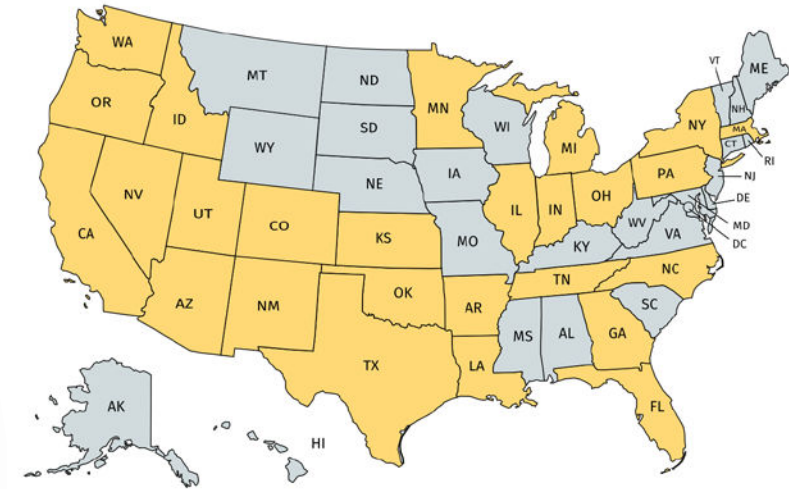 WA
MT
ND
MN
VT
ME
OR
ID
SD
WI
NH
NY
MA
WY
MI
CT
RI
IA
PA
NJ
NV
NE
UT
CO
IL
IN
OH
DE
CA
KS
MO
WV
VA
MD
KY
DC
AZ
NM
OK
AR
TN
NC
MS
AL
GA
SC
TX
LA
FL
AK
HI